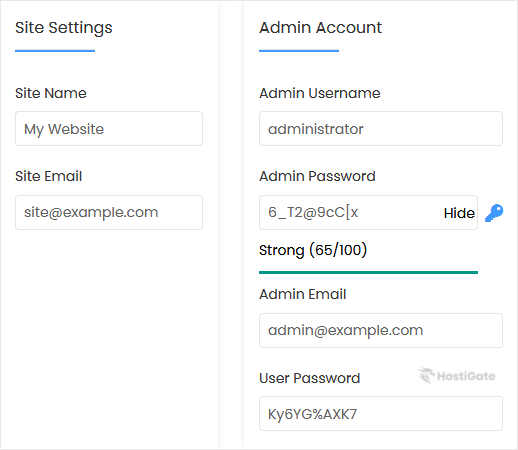 Site Settings
Site Name
My Website
Site Email
site@example.com
Admin Account
Admin Username
administrator
Admin Password
6_T2@9cC[x
Hide
Strong (65/100)
Admin Email
admin@example.com
User Password
HostiGate
Ky6YG%AXK7